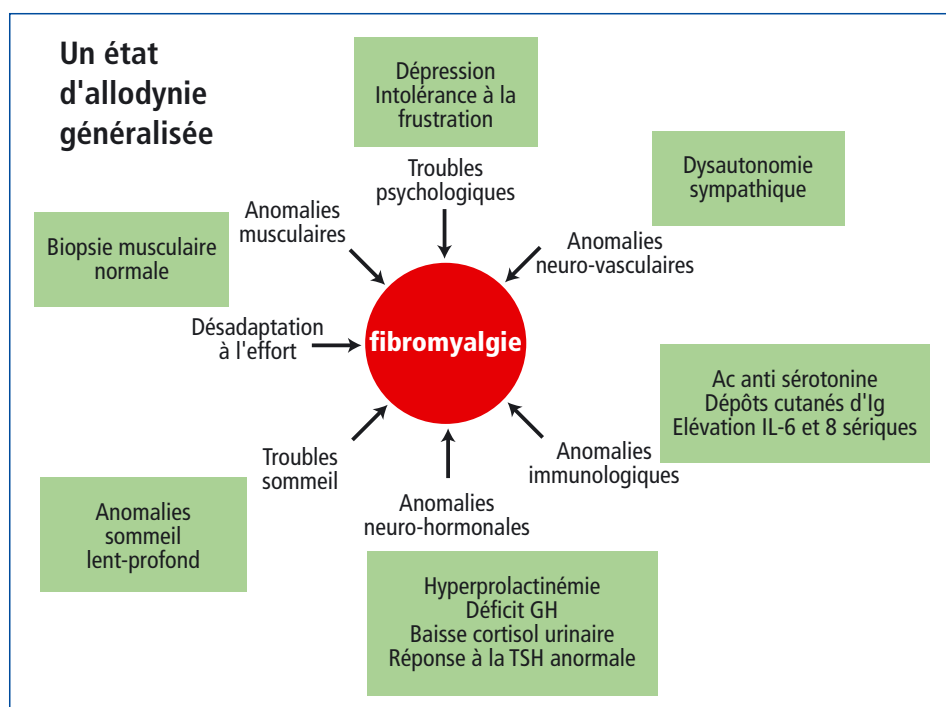 Un état
d'allodynie
généralisée
Dépression
Intolérance à la
frustration
Troubles
psychologiques
Dysautonomie
sympathique
Anomalies
neuro-vasculaires
Anomalies
musculaires
Biopsie musculaire
normale
Désadaptation
à l'effort
fibromyalgie
Ac anti sérotonine
Dépôts cutanés d'Ig
Elévation IL-6 et 8 sériques
Anomalies
immunologiques
Troubles
sommeil
Anomalies
sommeil
lent-profond
Anomalies
neuro-hormonales
Hyperprolactinémie
Déficit GH
Baisse cortisol urinaire
Réponse à la TSH anormale